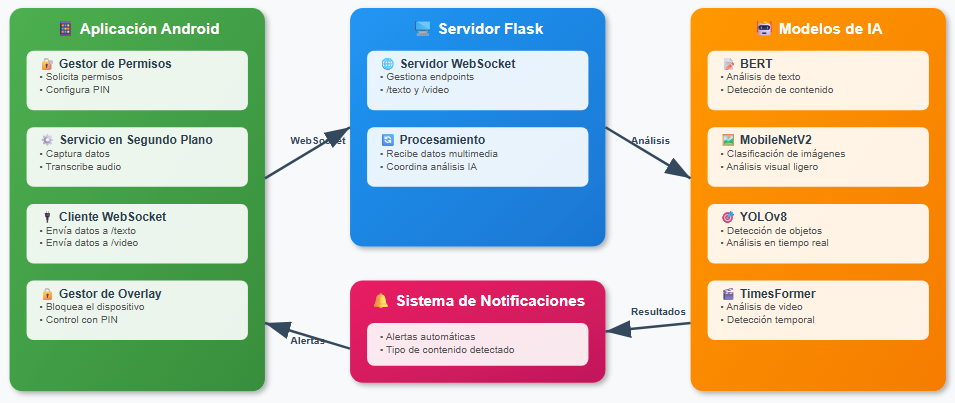 Aplicación Android
Gestor de Permisos
• Solicita permisos
• Configura PIN
Servicio en Segundo Plano
• Captura datos
• Transcribe audio
Cliente WebSocket
• Envía datos a /texto
• Envía datos a /video
Gestor de Overlay
• Bloquea el dispositivo
• Control con PIN
WebSocket
Servidor Flask
Servidor WebSocket
• Gestiona endpoints
• /texto y /video
Procesamiento
• Recibe datos multimedia
• Coordina análisis IA
Análisis
Modelos de IA
BERT
• Análisis de texto
• Detección de contenido
MobileNetV2
• Clasificación de imágenes
• Análisis visual ligero
YOLOv8
• Detección de objetos
• Análisis en tiempo real
TimesFormer
• Análisis de video
• Detección temporal
Resultados
Sistema de Notificaciones
• Alertas automáticas
• Tipo de contenido detectado
Alertas